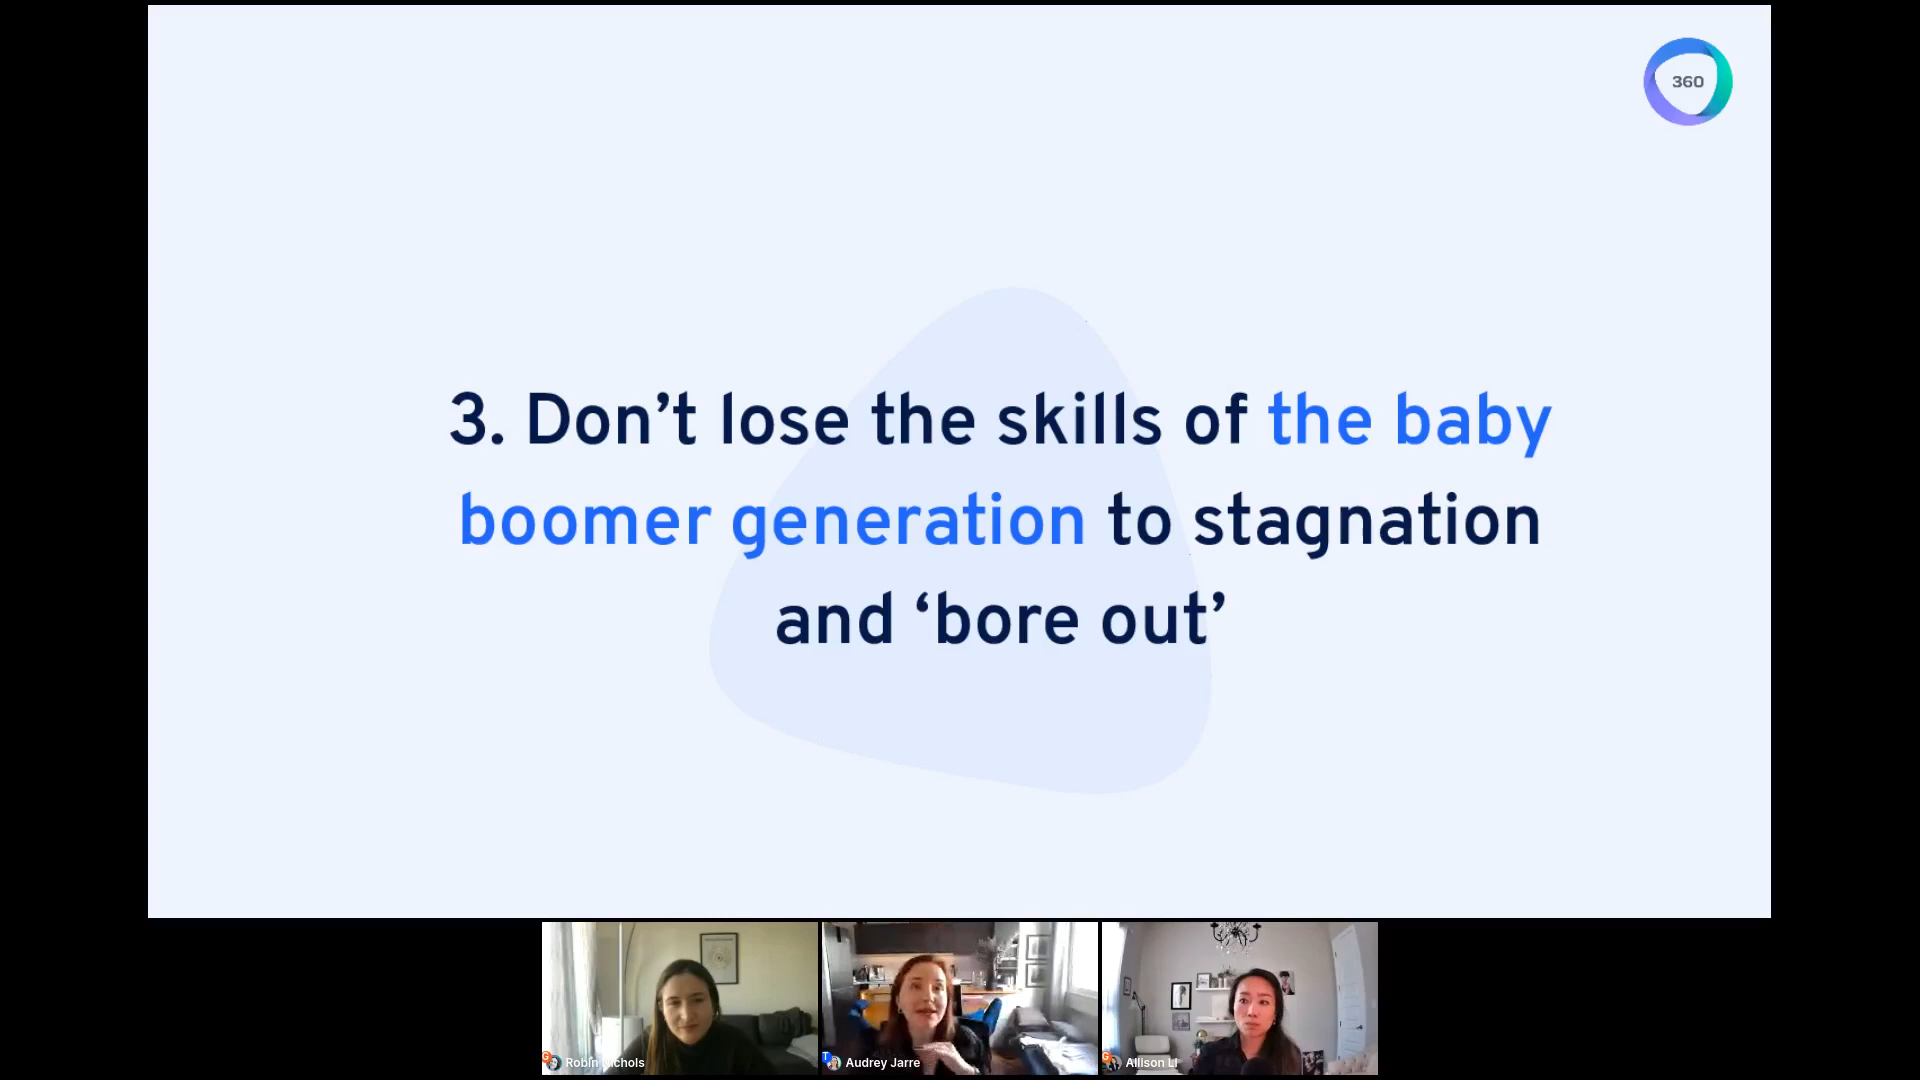 360
3. Don’t lose the skills of the baby
boomer generation to stagnation
and ‘bore out’
Robin Nichols
Audrey Jarre
Allison Li